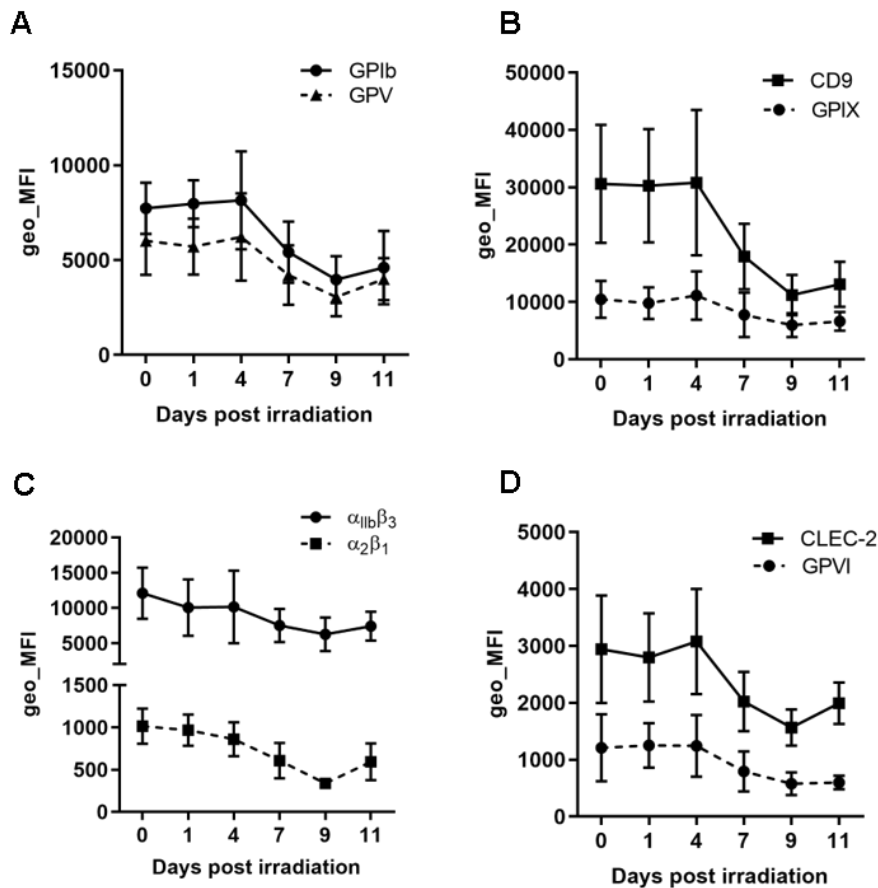 A
15000
10000
5000
0
geo_MFI
GPIb
GPV
0 1 4 7 9 11
Days post irradiation
B
50000
40000
30000
20000
10000
0
geo_MFI
CD9
GPIX
0 1 4 7 9 11
Days post irradiation
C
20000
15000
10000
5000
1500
1000
500
0
geo_MFI
αIIbβ3
α2β1
0 1 4 7 9 11
Days post irradiation
D
5000
4000
3000
2000
1000
0
geo_MFI
CLEC-2
GPVI
0 1 4 7 9 11
Days post irradiation